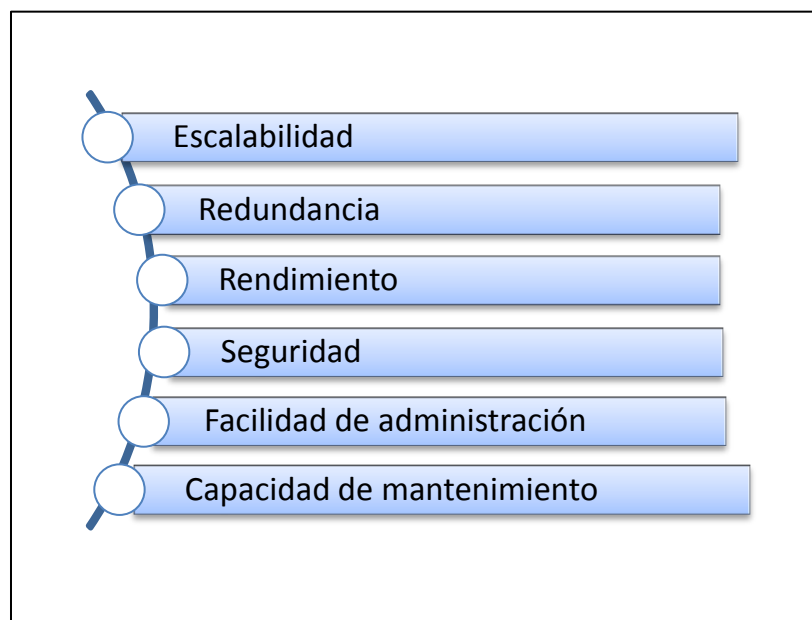 Escalabilidad
Redundancia
Rendimiento
Seguridad
Facilidad de administración
Capacidad de mantenimiento